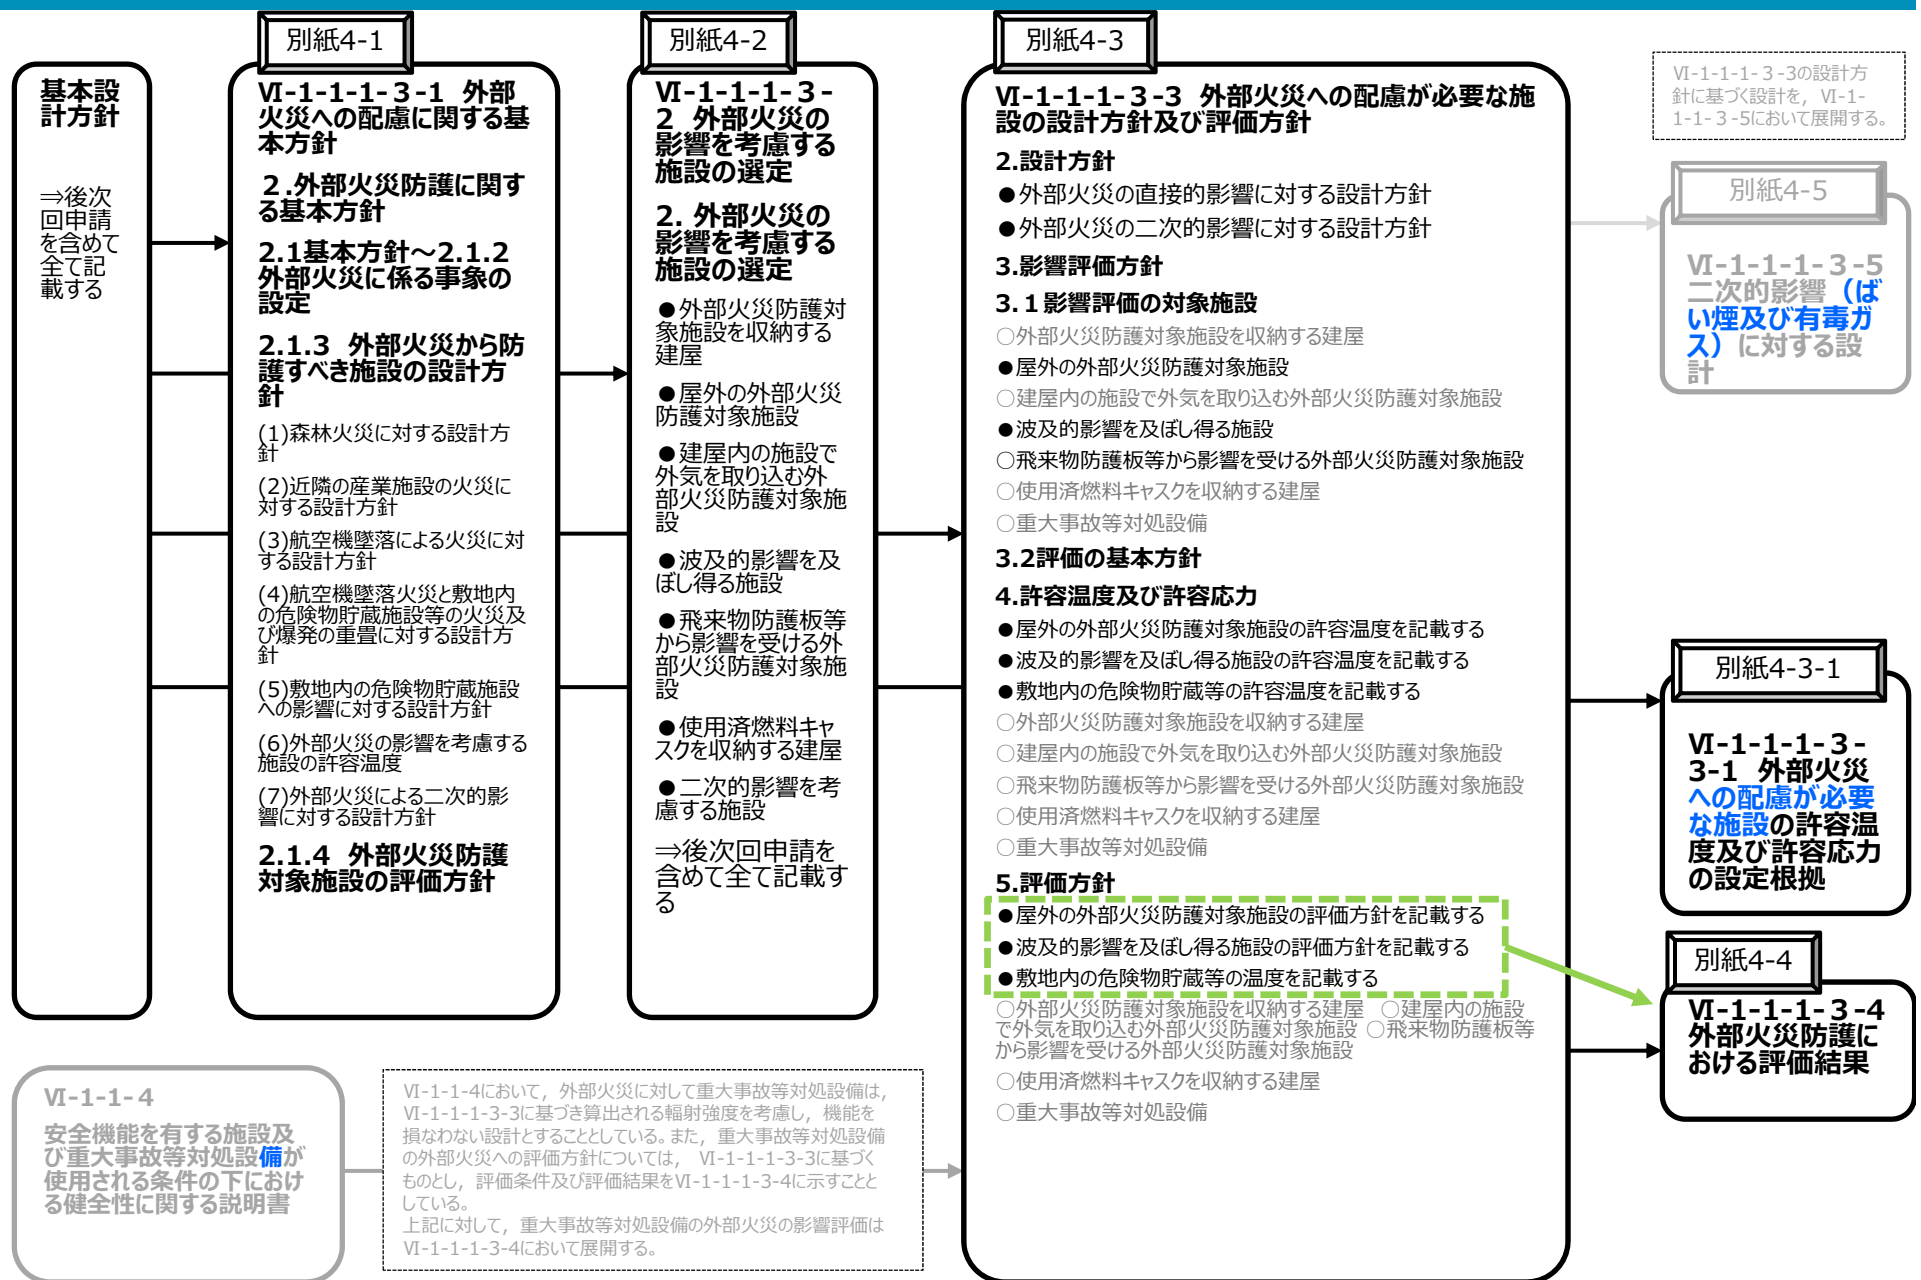 基本設
計方針
⇒後次
回申請
を含めて
全て記
載する
別紙4-1
Ⅵ-1-1-1-３-1 外部
火災への配慮に関する基
本方針
２.外部火災防護に関す
る基本方針
2.1基本方針～2.1.2
外部火災に係る事象の
設定
2.1.3 外部火災から防
護すべき施設の設計方
針
(1)森林火災に対する設計方
針
(2)近隣の産業施設の火災に
対する設計方針
(3)航空機墜落による火災に対
する設計方針
(4)航空機墜落火災と敷地内
の危険物貯蔵施設等の火災及
び爆発の重畳に対する設計方
針
(5)敷地内の危険物貯蔵施設
への影響に対する設計方針
(6)外部火災の影響を考慮する
施設の許容温度
(7)外部火災による二次的影
響に対する設計方針
2.1.4 外部火災防護
対象施設の評価方針
別紙4-2
Ⅵ-1-1-1-３-
2 外部火災の
影響を考慮する
施設の選定
2. 外部火災の
影響を考慮する
施設の選定
●外部火災防護対
象施設を収納する
建屋
●屋外の外部火災
防護対象施設
●建屋内の施設で
外気を取り込む外
部火災防護対象施
設
●波及的影響を及
ぼし得る施設
●飛来物防護板等
から影響を受ける外
部火災防護対象施
設
●使用済燃料キャ
スクを収納する建屋
●二次的影響を考
慮する施設
⇒後次回申請を
含めて全て記載す
る
別紙4-3
Ⅵ-1-1-1-３-3 外部火災への配慮が必要な施
設の設計方針及び評価方針
2.設計方針
●外部火災の直接的影響に対する設計方針
●外部火災の二次的影響に対する設計方針
3.影響評価方針
3.１影響評価の対象施設
○外部火災防護対象施設を収納する建屋
●屋外の外部火災防護対象施設
○建屋内の施設で外気を取り込む外部火災防護対象施設
●波及的影響を及ぼし得る施設
○飛来物防護板等から影響を受ける外部火災防護対象施設
○使用済燃料キャスクを収納する建屋
○重大事故等対処設備
3.2評価の基本方針
4.許容温度及び許容応力
●屋外の外部火災防護対象施設の許容温度を記載する
●波及的影響を及ぼし得る施設の許容温度を記載する
●敷地内の危険物貯蔵等の許容温度を記載する
○外部火災防護対象施設を収納する建屋
○建屋内の施設で外気を取り込む外部火災防護対象施設
○飛来物防護板等から影響を受ける外部火災防護対象施設
○使用済燃料キャスクを収納する建屋
○重大事故等対処設備
5.評価方針
●屋外の外部火災防護対象施設の評価方針を記載する
●波及的影響を及ぼし得る施設の評価方針を記載する
●敷地内の危険物貯蔵等の温度を記載する
○外部火災防護対象施設を収納する建屋 ○建屋内の施設
で外気を取り込む外部火災防護対象施設 ○飛来物防護板等
から影響を受ける外部火災防護対象施設
○使用済燃料キャスクを収納する建屋
○重大事故等対処設備
Ⅵ-1-1-1-３-3の設計方
針に基づく設計を，Ⅵ-1-
1-1-３-5において展開する。
別紙4-5
Ⅵ-1-1-1-３-5
二次的影響（ば
い煙及び有毒ガ
ス）に対する設
計
別紙4-3-1
Ⅵ-1-1-1-３-
3-1 外部火災
への配慮が必要
な施設の許容温
度及び許容応力
の設定根拠
別紙4-4
Ⅵ-1-1-1-３-4
外部火災防護に
おける評価結果
Ⅵ-1-1-４
安全機能を有する施設及
び重大事故等対処設備が
使用される条件の下におけ
る健全性に関する説明書
Ⅵ-1-1-4において，外部火災に対して重大事故等対処設備は，
Ⅵ-1-1-1-3-3に基づき算出される輻射強度を考慮し，機能を
損なわない設計とすることとしている。また，重大事故等対処設備
の外部火災への評価方針については， Ⅵ-1-1-1-3-3に基づく
ものとし，評価条件及び評価結果をⅥ-1-1-1-3-4に示すことと
している。
上記に対して，重大事故等対処設備の外部火災の影響評価は
Ⅵ-1-1-1-3-4において展開する。